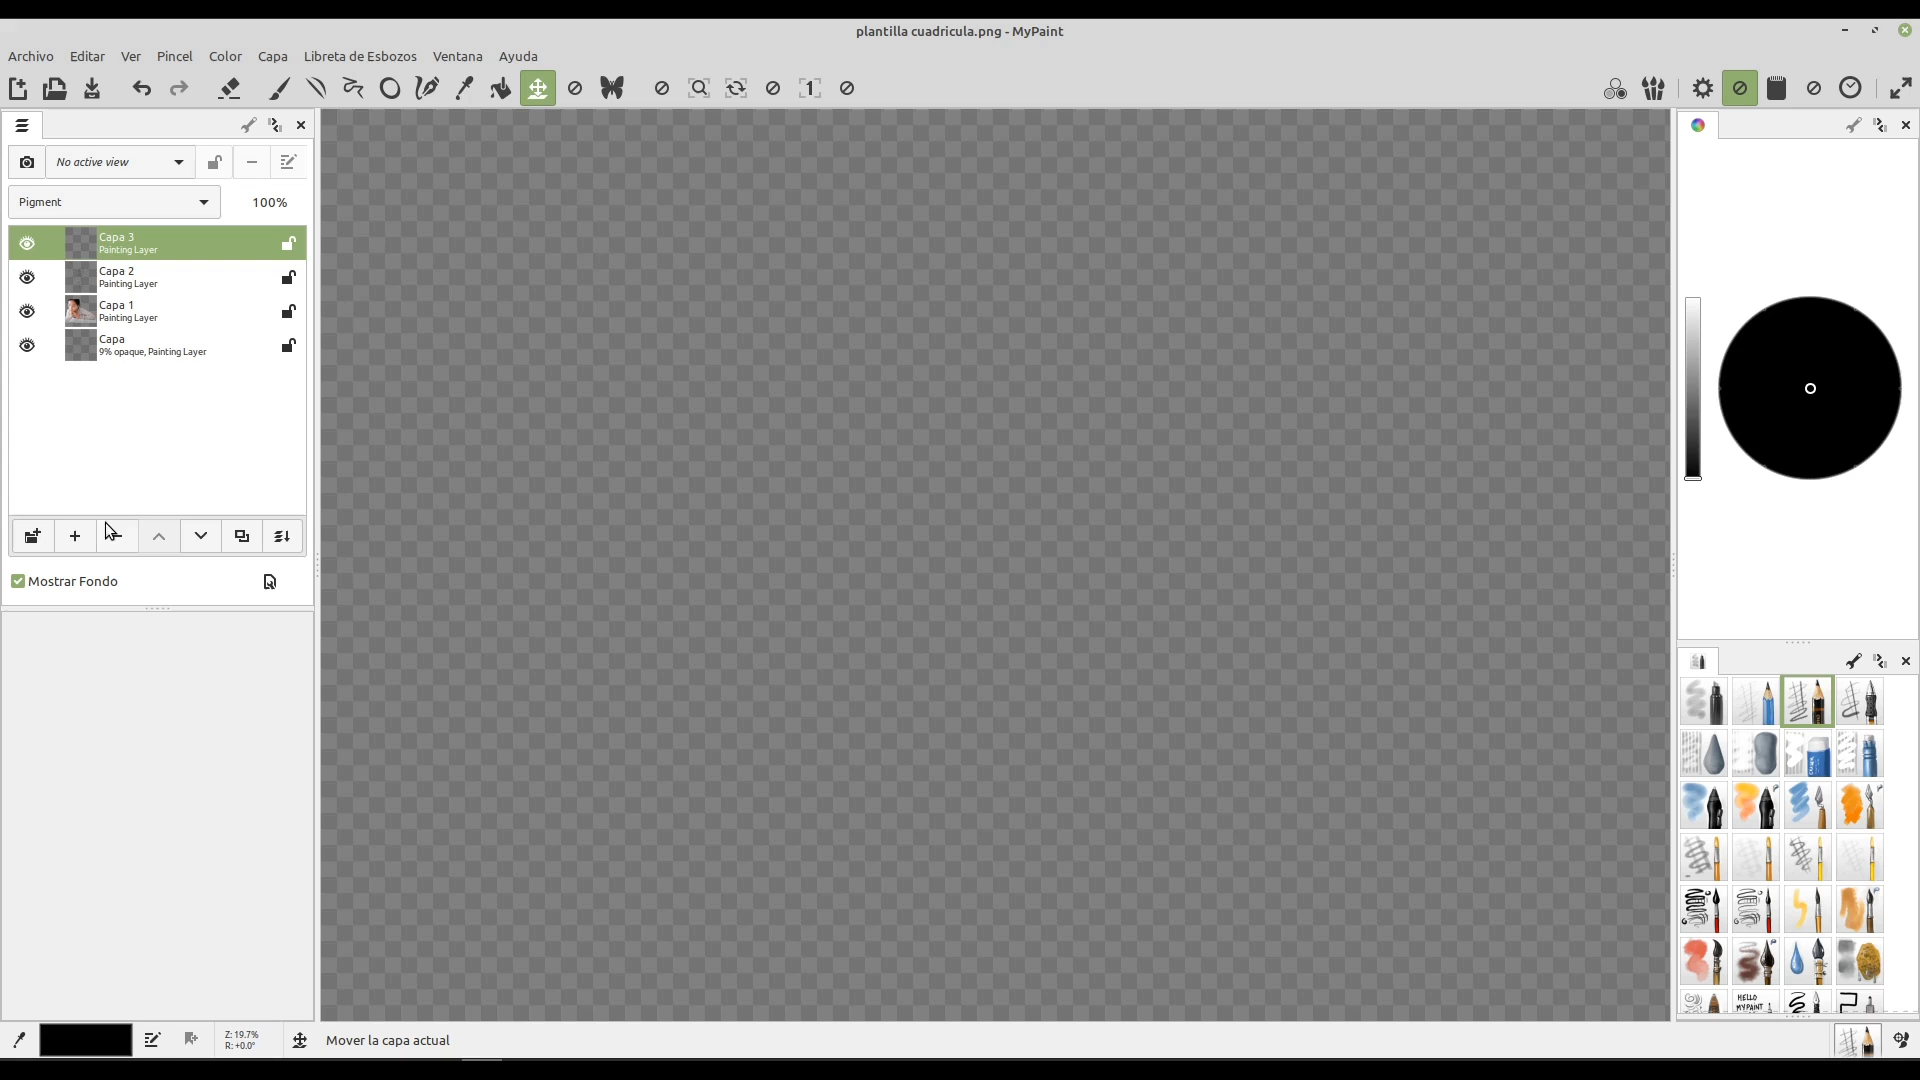 plantilla cuadricula.png - MyPaint
Archivo Editar Ver Pincel Color Capa Libreta de Esbozos Ventana Ayuda
No active view
Pigment 100%
Capa 3
Painting Layer
Capa 2
Painting Layer
Capa 1
Painting Layer
Capa
9% opaque, Painting Layer
Mostrar Fondo
HELLO
MYPAINT
Z: 19.7%
R: +0.0°
Mover la capa actual